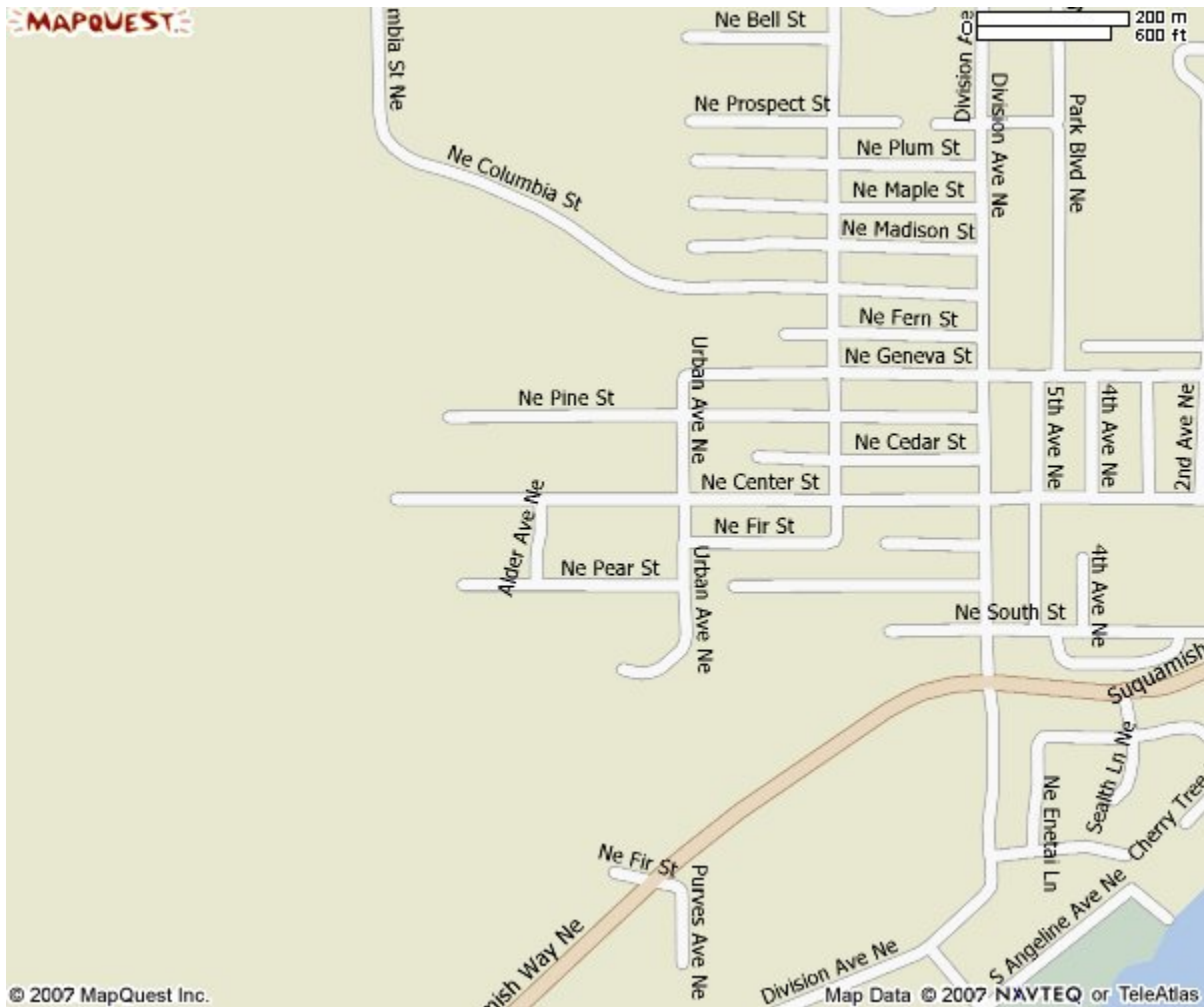 MAPQUEST
200 m
600 ft
Ne Bell St
Division Ave Ne
Ne Prospect St
Park Blvd Ne
Ne Plum St
Ne Columbia St
Ne Maple St
Ne Madison St
Ne Fern St
Urban Ave Ne
Ne Geneva St
Ne Pine St
5th Ave Ne
4th Ave Ne
2nd Ave Ne
Ne Cedar St
Ne Center St
Alder Ave Ne
Ne Fir St
Ne Pear St
Urban Ave Ne
4th Ave Ne
Ne South St
Suquamish
Sealth Ln Ne
Ne Enetai Ln
Cherry Tree
Ne Fir St
Purves Ave Ne
S Angeline Ave Ne
mish Way Ne
Division Ave Ne
© 2007 MapQuest Inc.
Map Data © 2007 NAVTEQ or TeleAtlas